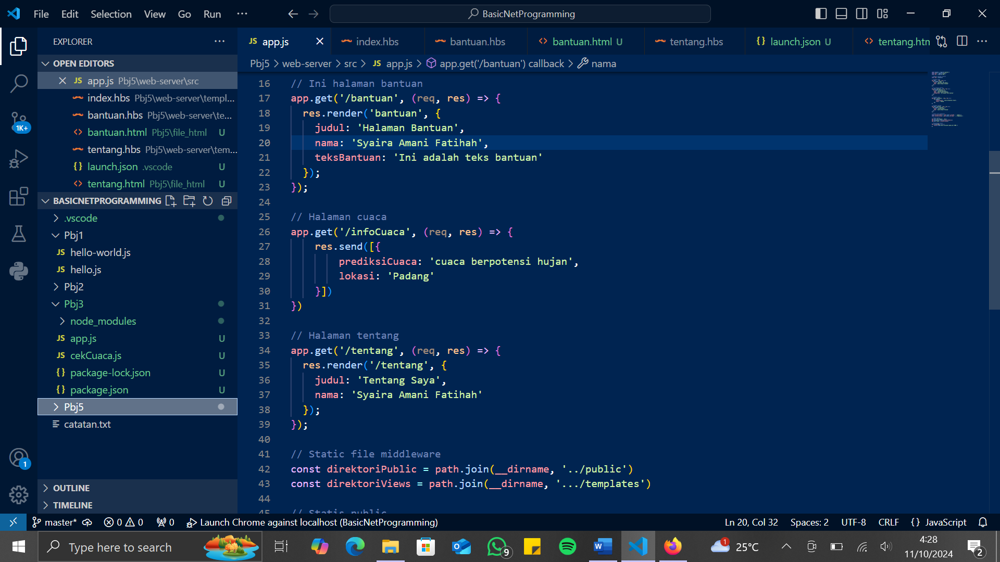 File Edit Selection View Go Run ···
BasicNetProgramming
EXPLORER
OPEN EDITORS
JS app.js Pbj5\web-server\src
index.hbs Pbj5\web-server\templ...
bantuan.hbs Pbj5\web-server\te...
<> bantuan.html Pbj5\file_html U
tentang.hbs Pbj5\web-server\tem...
{} launch.json .vscode U
<> tentang.html Pbj5\file_html U
BASICNETPROGRAMMING
.vscode
Pbj1
JS hello-world.js
JS hello.js
Pbj2
Pbj3
node_modules
JS app.js U
JS cekCuaca.js U
{} package-lock.json U
{} package.json U
Pbj5
catatan.txt
OUTLINE
TIMELINE
1K+
1
JS app.js
index.hbs
bantuan.hbs
<> bantuan.html U
tentang.hbs
{} launch.json U
<> tentang.htm
Pbj5 > web-server > src > JS app.js > app.get('/bantuan') callback > nama
16 // Ini halaman bantuan
17 app.get('/bantuan', (req, res) => {
18 res.render('bantuan', {
19 judul: 'Halaman Bantuan',
20 nama: 'Syaira Amani Fatihah',
21 teksBantuan: 'Ini adalah teks bantuan'
22 });
23 });
24
25 // Halaman cuaca
26 app.get('/infoCuaca', (req, res) => {
27 res.send([{
28 prediksiCuaca: 'cuaca berpotensi hujan',
29 lokasi: 'Padang'
30 }])
31 })
32
33 // Halaman tentang
34 app.get('/tentang', (req, res) => {
35 res.render('/tentang', {
36 judul: 'Tentang Saya',
37 nama: 'Syaira Amani Fatihah'
38 });
39 });
40
41 // Static file middleware
42 const direktoriPublic = path.join(__dirname, '../public')
43 const direktoriViews = path.join(__dirname, '.../templates')
44
45 // Statis public
master* 0 0 0 Launch Chrome against localhost (BasicNetProgramming)
Ln 20, Col 32 Spaces: 2 UTF-8 CRLF {} JavaScript
Type here to search
9
1
25°C
4:28
11/10/2024
2